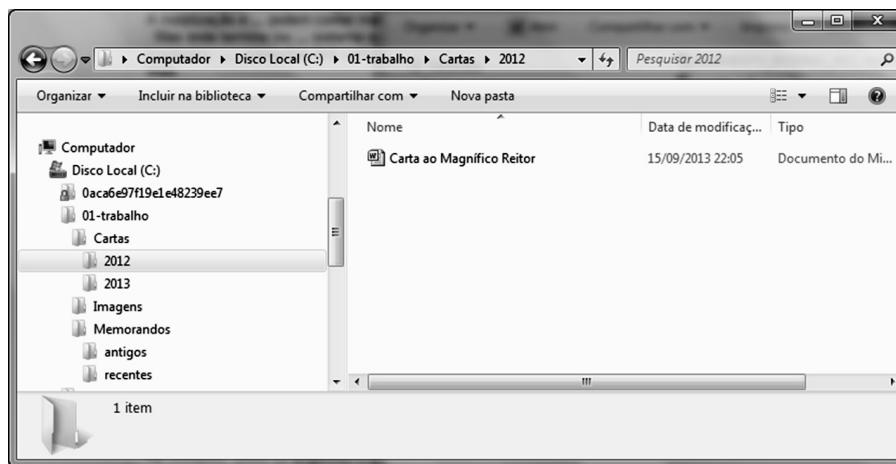 Computador Disco Local (C:) 01-trabalho Cartas 2012 Pesquisar 2012
Organizar Incluir na biblioteca Compartilhar com Nova pasta
Computador
Disco Local (C:)
0aca6e97f19e1e48239ee7
01-trabalho
Cartas
2012
2013
Imagens
Memorandos
antigos
recentes
Nome Data de modificaç... Tipo
Carta ao Magnífico Reitor 15/09/2013 22:05 Documento do Mi...
1 item